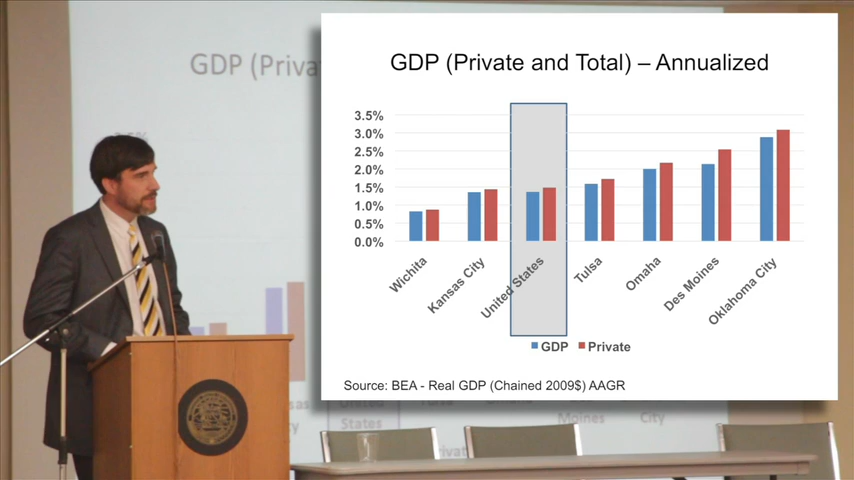 GDP (Priva
GDP (Private and Total) – Annualized
3.5%
3.0%
2.5%
2.0%
1.5%
1.0%
0.5%
0.0%
Wichita
Kansas City
United States
Tulsa
Omaha
Des Moines
Oklahoma City
GDP Private
Source: BEA - Real GDP (Chained 2009$) AAGR
sas
United
States
Moines
City